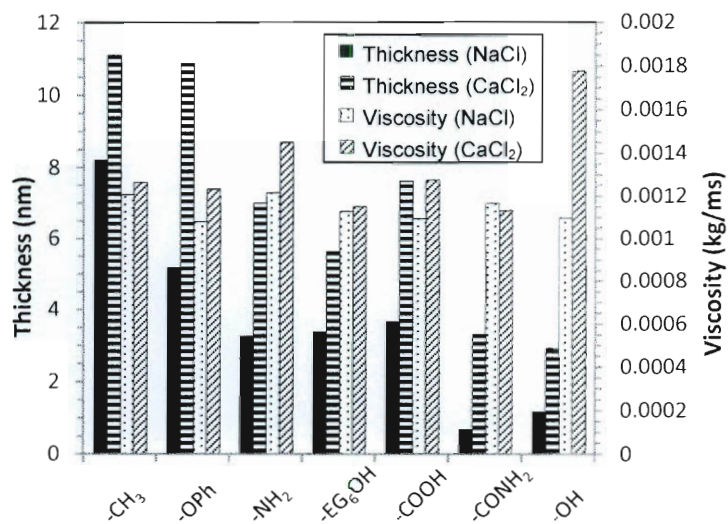 12
10
8
6
4
2
0
Thickness (nm)
Thickness (NaCl)
Thickness (CaCl₂)
Viscosity (NaCl)
Viscosity (CaCl₂)
0.002
0.0018
0.0016
0.0014
0.0012
0.001
0.0008
0.0006
0.0004
0.0002
0
Viscosity (kg/ms)
-CH₃
-OPh
-NH₂
-EG₆OH
-COOH
-CONH₂
-OH